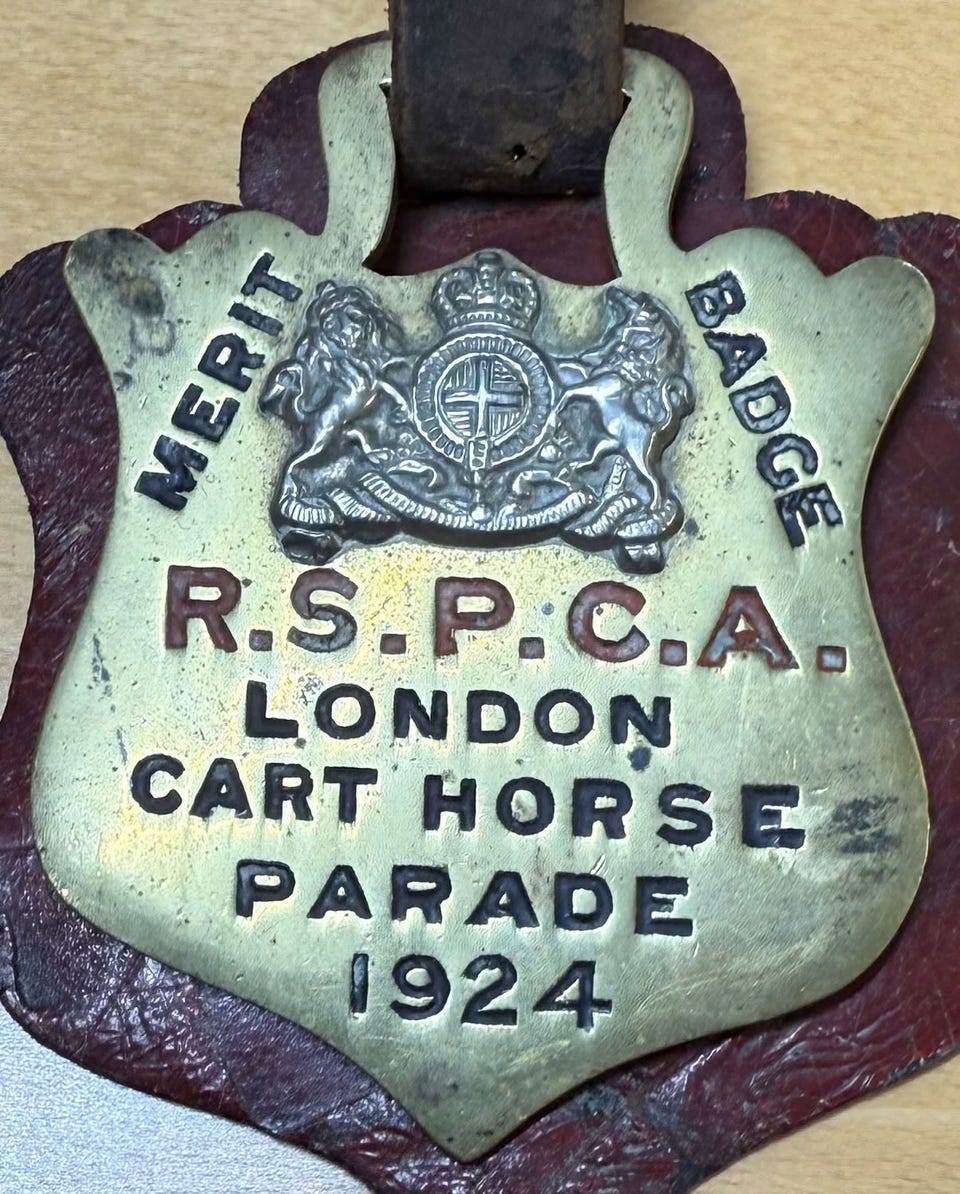 MERIT BADGE
R.S.P.C.A.
LONDON
CART HORSE
PARADE
1924